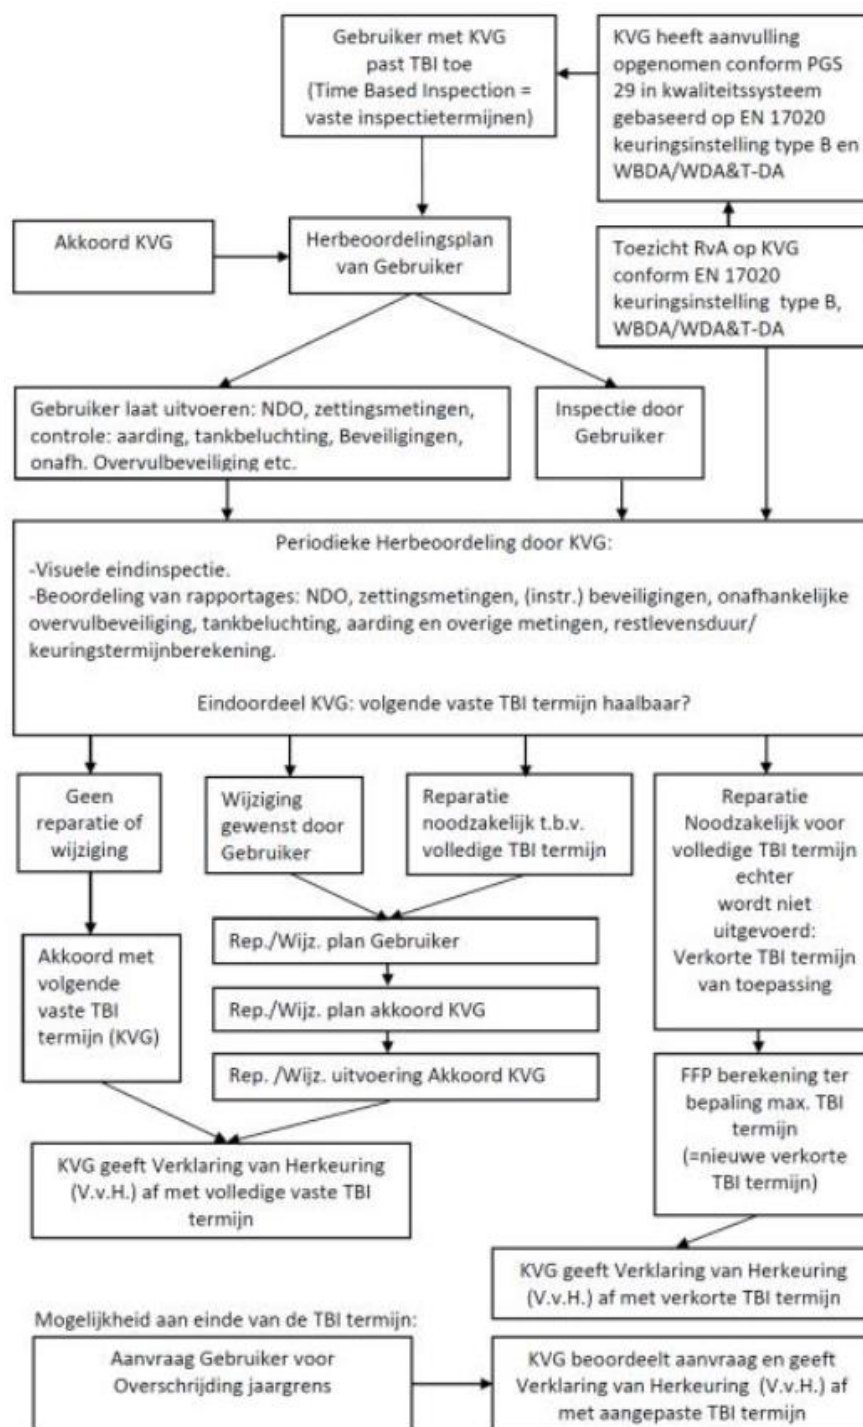 Gebruiker met KVG
past TBI toe
(Time Based Inspection =
vaste inspectietermijnen)
KVG heeft aanvulling
opgenomen conform PGS
29 in kwaliteitssysteem
gebaseerd op EN 17020
keuringsinstelling type B en
WBDA/WDA&T-DA
Akkoord KVG
Herbeoordelingsplan
van Gebruiker
Toezicht RvA op KVG
conform EN 17020
keuringsinstelling type B,
WBDA/WDA&T-DA
Gebruiker laat uitvoeren: NDO, zettingsmetingen,
controle: aarding, tankbeluchting, Beveiligingen,
onafh. Overvulbeveiliging etc.
Inspectie door
Gebruiker
Periodieke Herbeoordeling door KVG:
-Visuele eindinspectie.
-Beoordeling van rapportages: NDO, zettingsmetingen, (instr.) beveiligingen, onafhankelijke
overvulbeveiliging, tankbeluchting, aarding en overige metingen, restlevensduur/
keuringstermijnberekening.
Eindoordeel KVG: volgende vaste TBI termijn haalbaar?
Geen
reparatie of
wijziging
Wijziging
gewenst door
Gebruiker
Reparatie
noodzakelijk t.b.v.
volledige TBI termijn
Reparatie
Noodzakelijk voor
volledige TBI termijn
echter
wordt niet
uitgevoerd:
Verkorte TBI termijn
van toepassing
Akkoord met
volgende
vaste TBI
termijn (KVG)
Rep./Wijz. plan Gebruiker
Rep./Wijz. plan akkoord KVG
Rep. /Wijz. uitvoering Akkoord KVG
FFP berekening ter
bepaling max. TBI
termijn
(=nieuwe verkorte
TBI termijn)
KVG geeft Verklaring van Herkeuring
(V.v.H.) af met volledige vaste TBI
termijn
KVG geeft Verklaring van Herkeuring
(V.v.H.) af met verkorte TBI termijn
Mogelijkheid aan einde van de TBI termijn:
Aanvraag Gebruiker voor
Overschrijding jaargrens
KVG beoordeelt aanvraag en geeft
Verklaring van Herkeuring (V.v.H.) af
met aangepaste TBI termijn